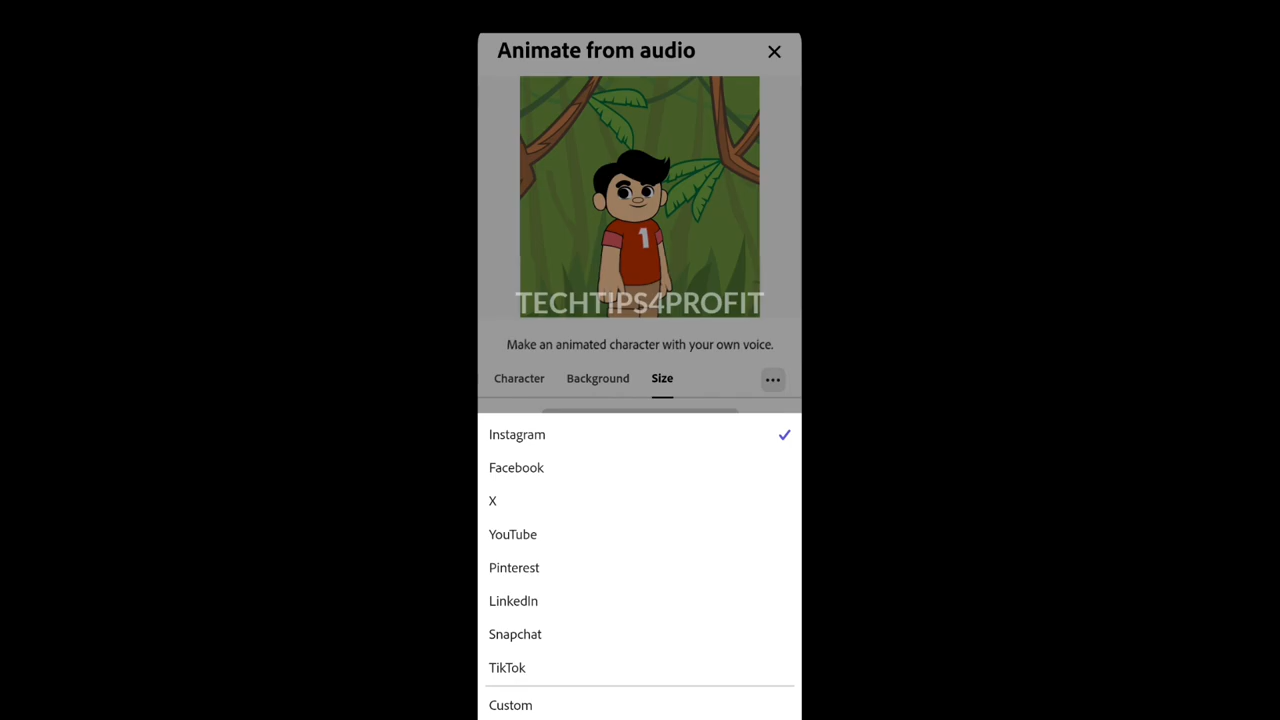 Animate from audio
1
TECHTIPS4PROFIT
Make an animated character with your own voice.
Character Background Size
Instagram
Facebook
X
YouTube
Pinterest
LinkedIn
Snapchat
TikTok
Custom